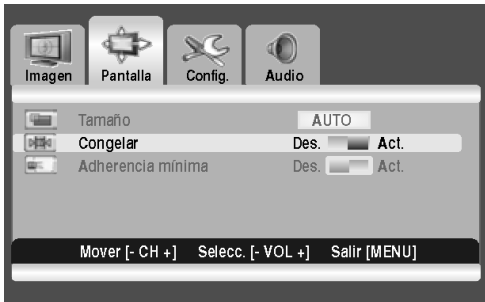 Imagen Pantalla Config. Audio
Tamaño AUTO
Congelar Des. Act.
Adherencia mínima Des. Act.
Mover [- CH +] Selecc. [- VOL +] Salir [MENU]